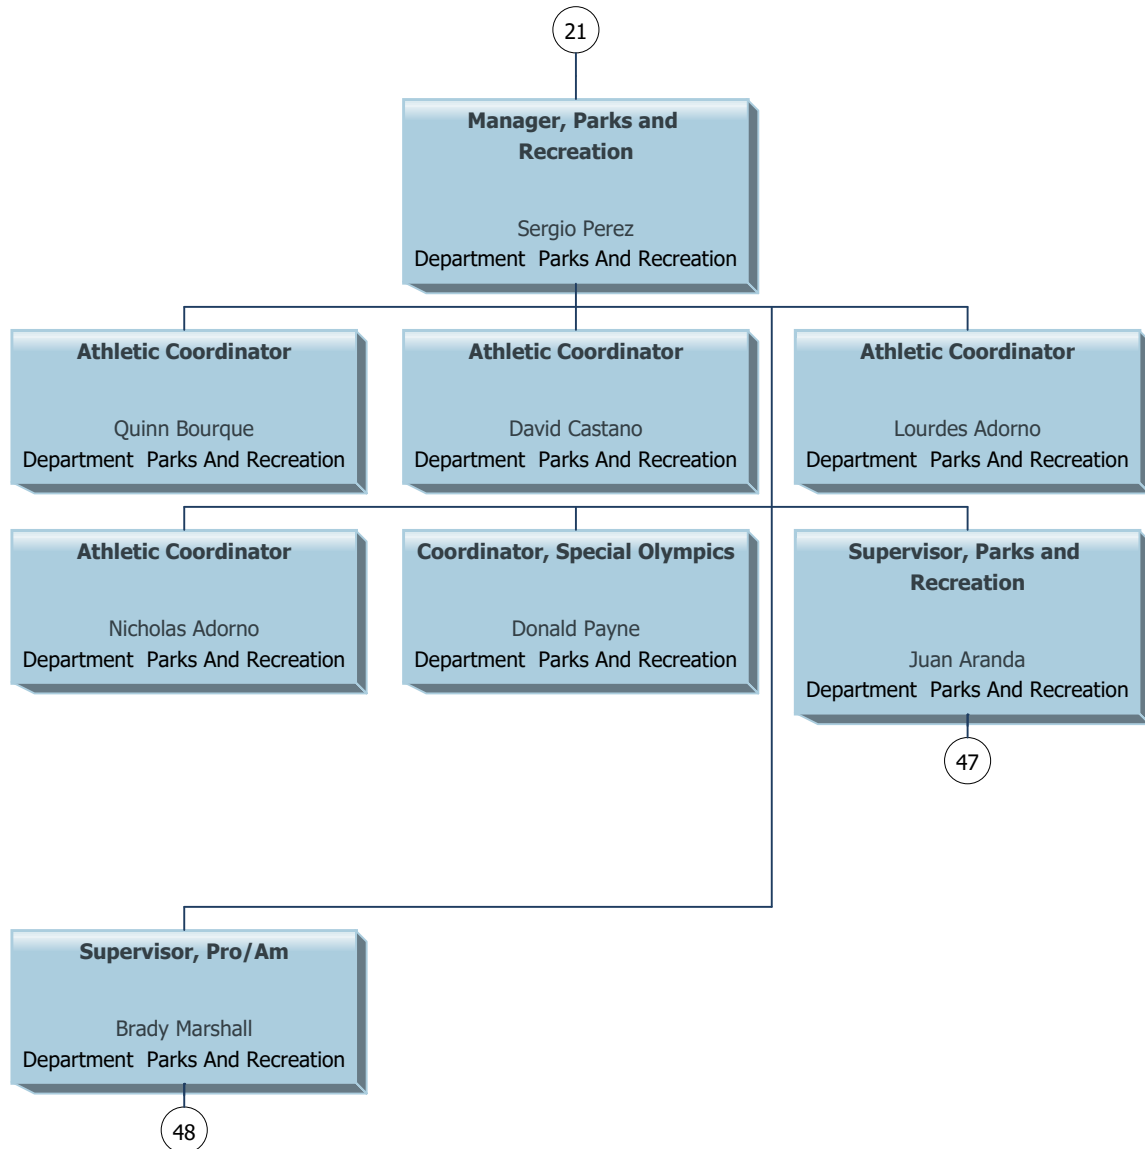 21
Manager, Parks and
Recreation
Sergio Perez
Department  Parks And Recreation
Athletic Coordinator
Quinn Bourque
Department  Parks And Recreation
Athletic Coordinator
David Castano
Department  Parks And Recreation
Athletic Coordinator
Lourdes Adorno
Department  Parks And Recreation
Athletic Coordinator
Nicholas Adorno
Department  Parks And Recreation
Coordinator, Special Olympics
Donald Payne
Department  Parks And Recreation
Supervisor, Parks and
Recreation
Juan Aranda
Department  Parks And Recreation
47
Supervisor, Pro/Am
Brady Marshall
Department  Parks And Recreation
48